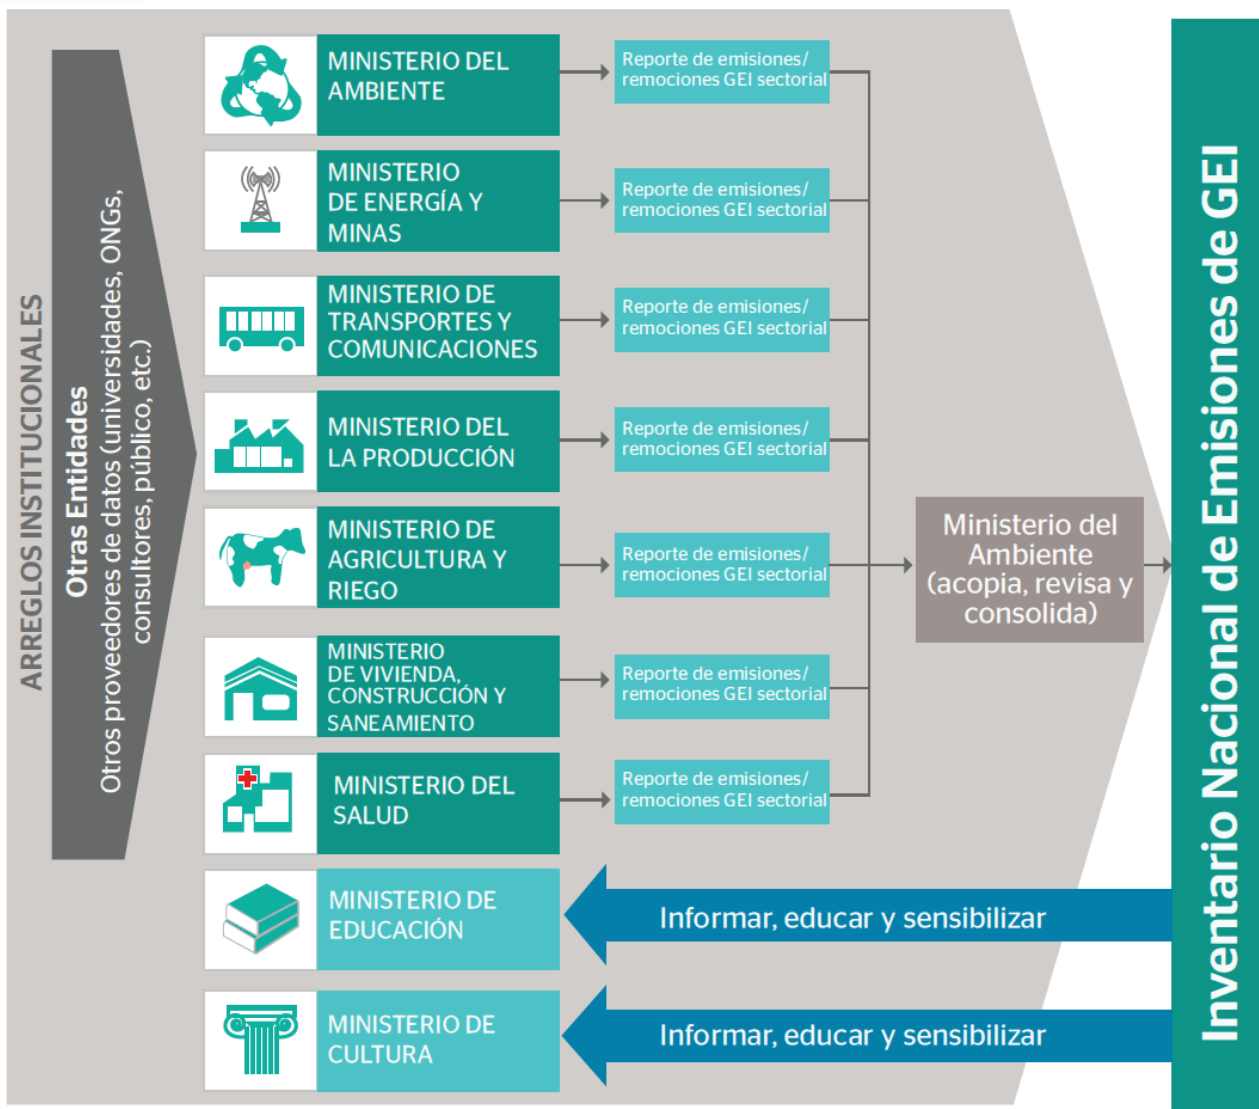 ARREGLOS INSTITUCIONALES
Otras Entidades
Otros proveedores de datos (universidades, ONGs,
consultores, público, etc.)
MINISTERIO DEL
AMBIENTE
Reporte de emisiones/
remociones GEI sectorial
MINISTERIO
DE ENERGÍA Y
MINAS
Reporte de emisiones/
remociones GEI sectorial
MINISTERIO DE
TRANSPORTES Y
COMUNICACIONES
Reporte de emisiones/
remociones GEI sectorial
MINISTERIO DEL
LA PRODUCCIÓN
Reporte de emisiones/
remociones GEI sectorial
MINISTERIO DE
AGRICULTURA Y
RIEGO
Reporte de emisiones/
remociones GEI sectorial
MINISTERIO
DE VIVIENDA,
CONSTRUCCIÓN Y
SANEAMIENTO
Reporte de emisiones/
remociones GEI sectorial
MINISTERIO DEL
SALUD
Reporte de emisiones/
remociones GEI sectorial
Ministerio del
Ambiente
(acopia, revisa y
consolida)
MINISTERIO DE
EDUCACIÓN
Informar, educar y sensibilizar
MINISTERIO DE
CULTURA
Informar, educar y sensibilizar
Inventario Nacional de Emisiones de GEI